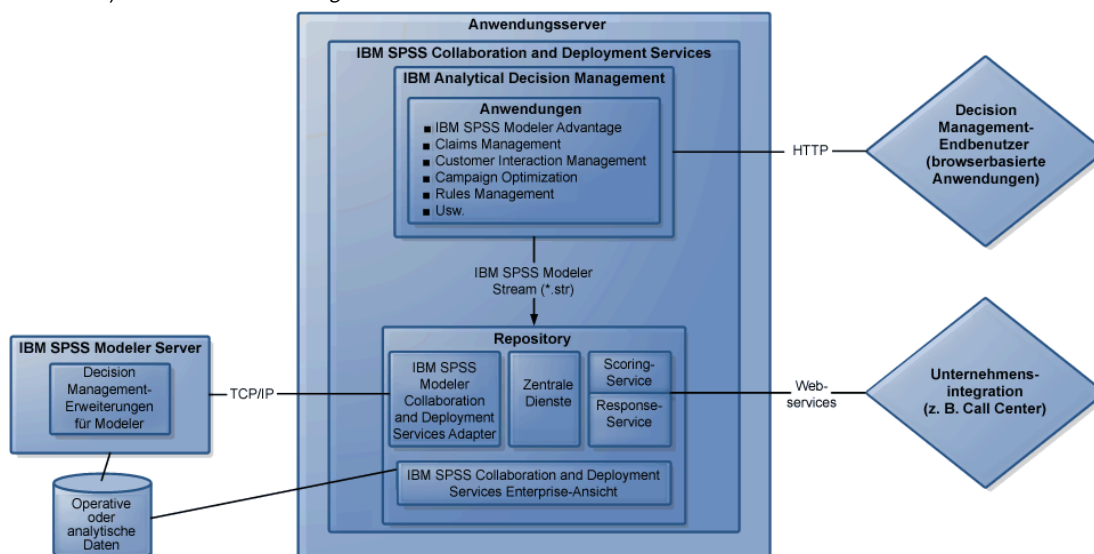 Anwendungsserver
IBM SPSS Collaboration and Deployment Services
IBM Analytical Decision Management
Anwendungen
■ IBM SPSS Modeler Advantage
■ Claims Management
■ Customer Interaction Management
■ Campaign Optimization
■ Rules Management
■ Usw.
HTTP
Decision
Management-
Endbenutzer
(browserbasierte
Anwendungen)
IBM SPSS Modeler
Stream (*.str)
Repository
IBM SPSS
Modeler
Collaboration
and Deployment
Services Adapter
Zentrale
Dienste
Scoring-
Service
Response-
Service
IBM SPSS Collaboration and Deployment
Services Enterprise-Ansicht
IBM SPSS Modeler Server
Decision
Management-
Erweiterungen
für Modeler
TCP/IP
Operative
oder
analytische
Daten
Web-
services
Unternehmens-
integration
(z. B. Call Center)